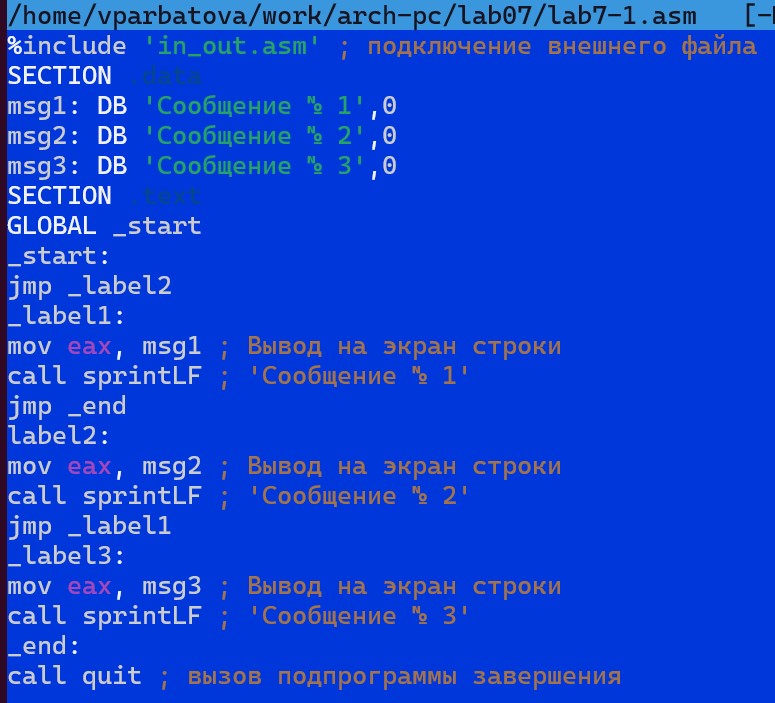 /home/vparbatova/work/arch-pc/lab07/lab7-1.asm [-
%include 'in_out.asm' ; подключение внешнего файла
SECTION .data
msg1: DB 'Сообщение № 1',0
msg2: DB 'Сообщение № 2',0
msg3: DB 'Сообщение № 3',0
SECTION .text
GLOBAL _start
_start:
jmp _label2
_label1:
mov eax, msg1 ; Вывод на экран строки
call sprintLF ; 'Сообщение № 1'
jmp _end
label2:
mov eax, msg2 ; Вывод на экран строки
call sprintLF ; 'Сообщение № 2'
jmp _label1
_label3:
mov eax, msg3 ; Вывод на экран строки
call sprintLF ; 'Сообщение № 3'
_end:
call quit ; вызов подпрограммы завершения